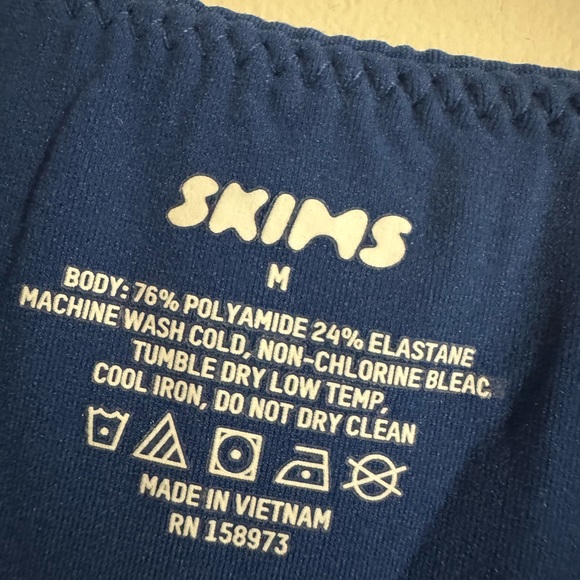 SKIMS
M
BODY: 76% POLYAMIDE 24% ELASTANE
MACHINE WASH COLD, NON-CHLORINE BLEAC
TUMBLE DRY LOW TEMP,
COOL IRON, DO NOT DRY CLEAN
MADE IN VIETNAM
RN 158973